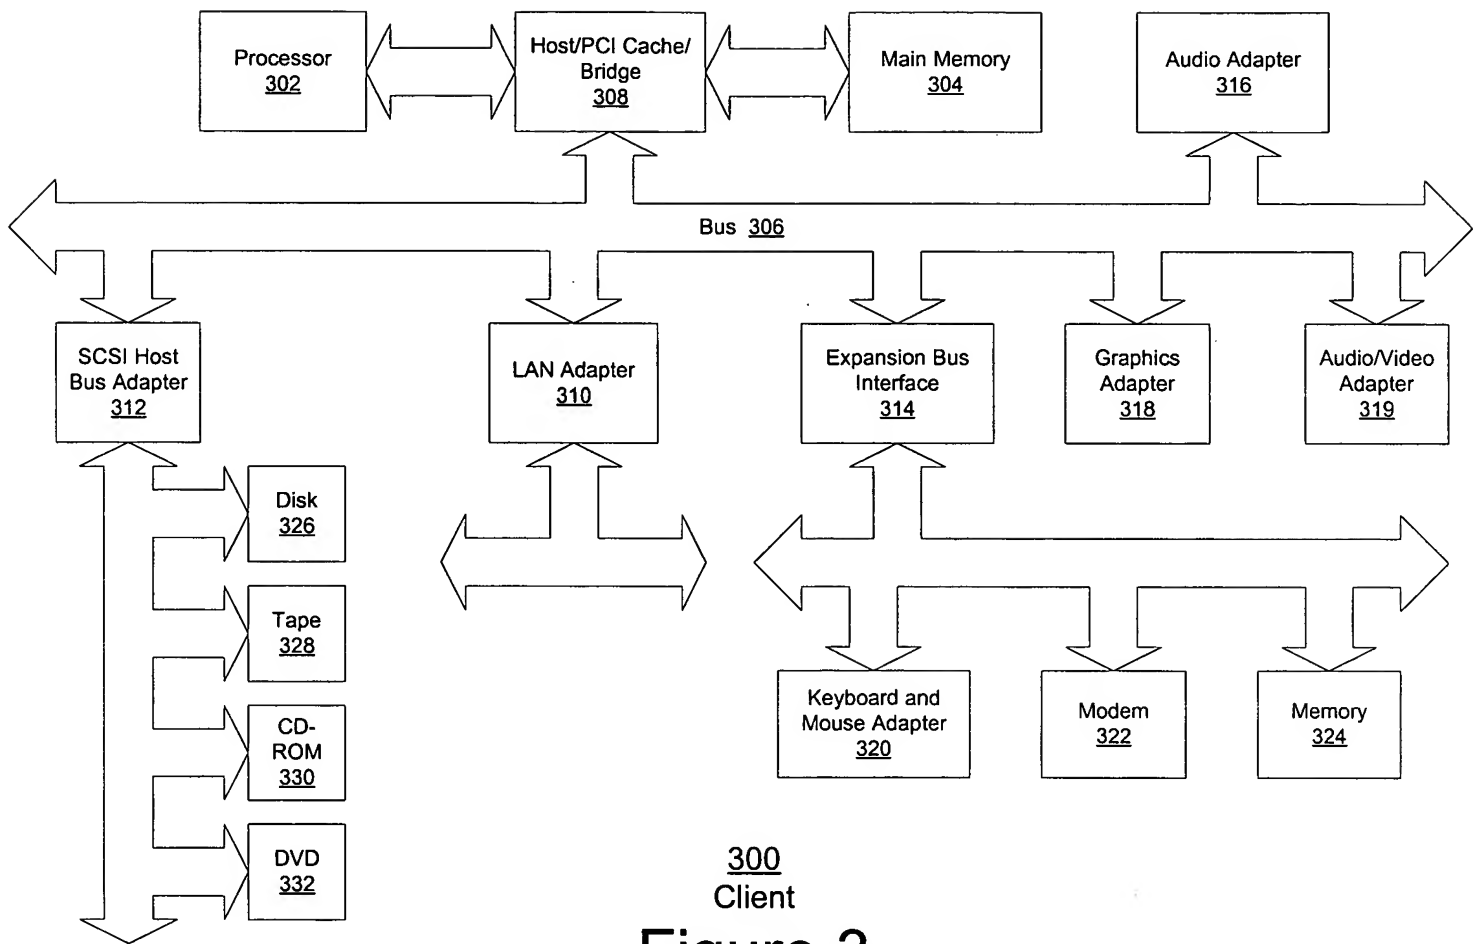 Processor
302
Host/PCI Cache/
Bridge
308
Main Memory
304
Audio Adapter
316
Bus 306
SCSI Host
Bus Adapter
312
LAN Adapter
310
Expansion Bus
Interface
314
Graphics
Adapter
318
Audio/Video
Adapter
319
Disk
326
Tape
328
CD-
ROM
330
DVD
332
Keyboard and
Mouse Adapter
320
Modem
322
Memory
324
300
Client
Figure 3